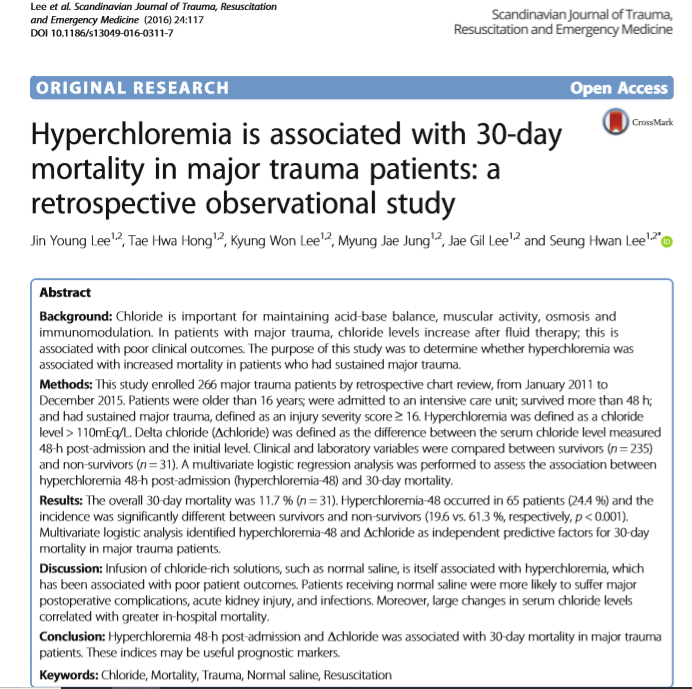 Lee et al. Scandinavian Journal of Trauma, Resuscitation
and Emergency Medicine (2016) 24:117
DOI 10.1186/s13049-016-0311-7
Scandinavian Journal of Trauma,
Resuscitation and Emergency Medicine
ORIGINAL RESEARCH
Open Access
CrossMark
Hyperchloremia is associated with 30-day
mortality in major trauma patients: a
retrospective observational study
Jin Young Lee1,2, Tae Hwa Hong1,2, Kyung Won Lee1,2, Myung Jae Jung1,2, Jae Gil Lee1,2 and Seung Hwan Lee1,2* iD
Abstract
Background: Chloride is important for maintaining acid-base balance, muscular activity, osmosis and
immunomodulation. In patients with major trauma, chloride levels increase after fluid therapy; this is
associated with poor clinical outcomes. The purpose of this study was to determine whether hyperchloremia was
associated with increased mortality in patients who had sustained major trauma.
Methods: This study enrolled 266 major trauma patients by retrospective chart review, from January 2011 to
December 2015. Patients were older than 16 years; were admitted to an intensive care unit; survived more than 48 h;
and had sustained major trauma, defined as an injury severity score ≥ 16. Hyperchloremia was defined as a chloride
level > 110mEq/L. Delta chloride (Δchloride) was defined as the difference between the serum chloride level measured
48-h post-admission and the initial level. Clinical and laboratory variables were compared between survivors (n = 235)
and non-survivors (n = 31). A multivariate logistic regression analysis was performed to assess the association between
hyperchloremia 48-h post-admission (hyperchloremia-48) and 30-day mortality.
Results: The overall 30-day mortality was 11.7 % (n = 31). Hyperchloremia-48 occurred in 65 patients (24.4 %) and the
incidence was significantly different between survivors and non-survivors (19.6 vs. 61.3 %, respectively, p < 0.001).
Multivariate logistic analysis identified hyperchloremia-48 and Δchloride as independent predictive factors for 30-day
mortality in major trauma patients.
Discussion: Infusion of chloride-rich solutions, such as normal saline, is itself associated with hyperchloremia, which
has been associated with poor patient outcomes. Patients receiving normal saline were more likely to suffer major
postoperative complications, acute kidney injury, and infections. Moreover, large changes in serum chloride levels
correlated with greater in-hospital mortality.
Conclusion: Hyperchloremia 48-h post-admission and Δchloride was associated with 30-day mortality in major trauma
patients. These indices may be useful prognostic markers.
Keywords: Chloride, Mortality, Trauma, Normal saline, Resuscitation